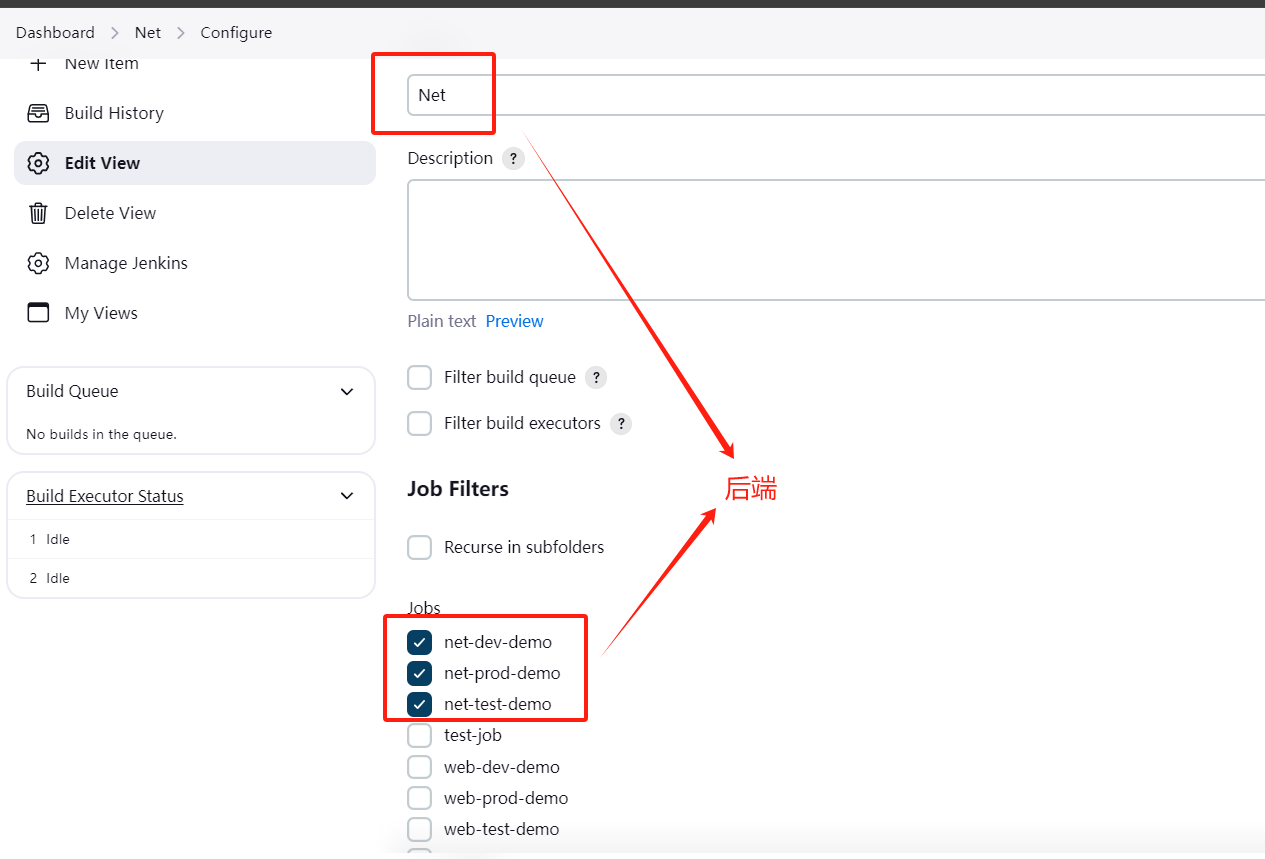 Dashboard > Net > Configure
New Item
Build History
Edit View
Delete View
Manage Jenkins
My Views
Build Queue
No builds in the queue.
Build Executor Status
1 Idle
2 Idle
Net
Description ?
Plain text Preview
Filter build queue ?
Filter build executors ?
Job Filters
后端
Recurse in subfolders
Jobs
net-dev-demo
net-prod-demo
net-test-demo
test-job
web-dev-demo
web-prod-demo
web-test-demo